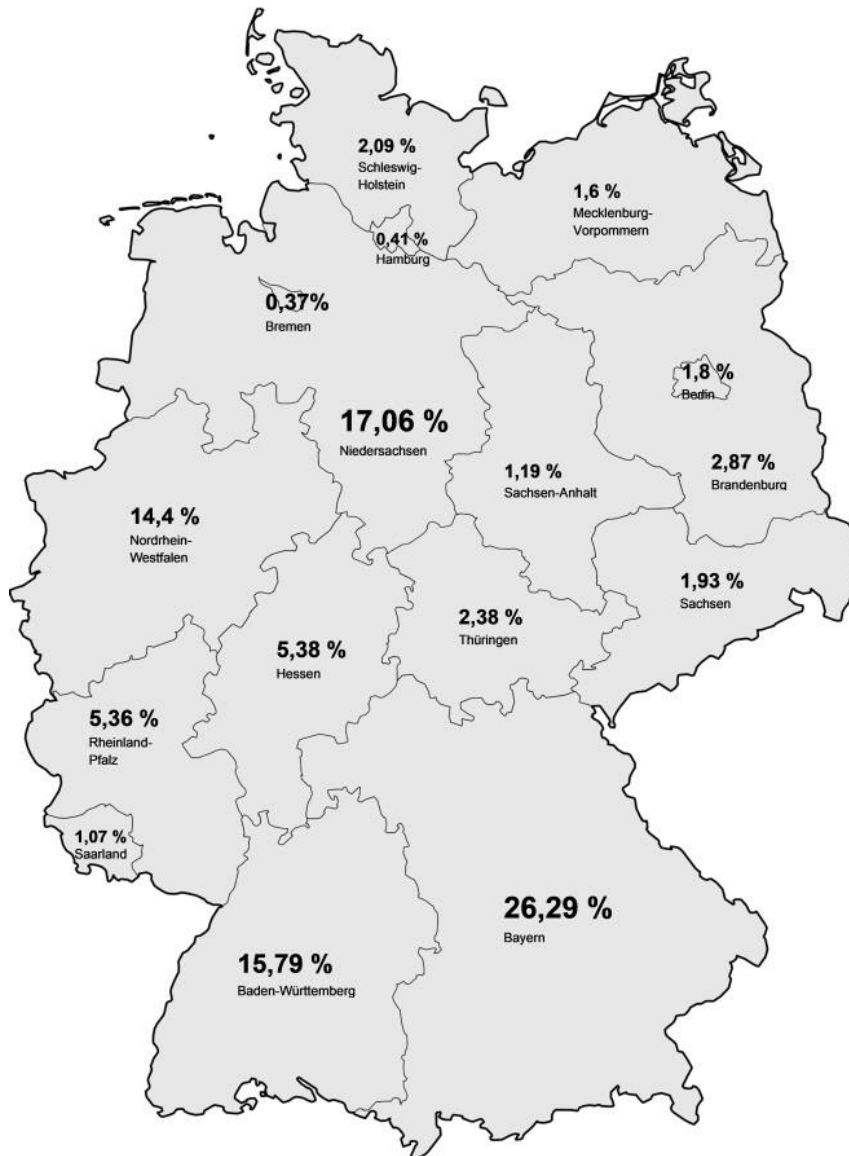 2,09 %
Schleswig-
Holstein
1,6 %
Mecklenburg-
Vorpommern
0,41 %
Hamburg
0,37%
Bremen
1,8 %
Berlin
17,06 %
Niedersachsen
1,19 %
Sachsen-Anhalt
2,87 %
Brandenburg
14,4 %
Nordrhein-
Westfalen
1,93 %
Sachsen
2,38 %
Thüringen
5,38 %
Hessen
5,36 %
Rheinland-
Pfalz
1,07 %
Saarland
26,29 %
Bayern
15,79 %
Baden-Württemberg